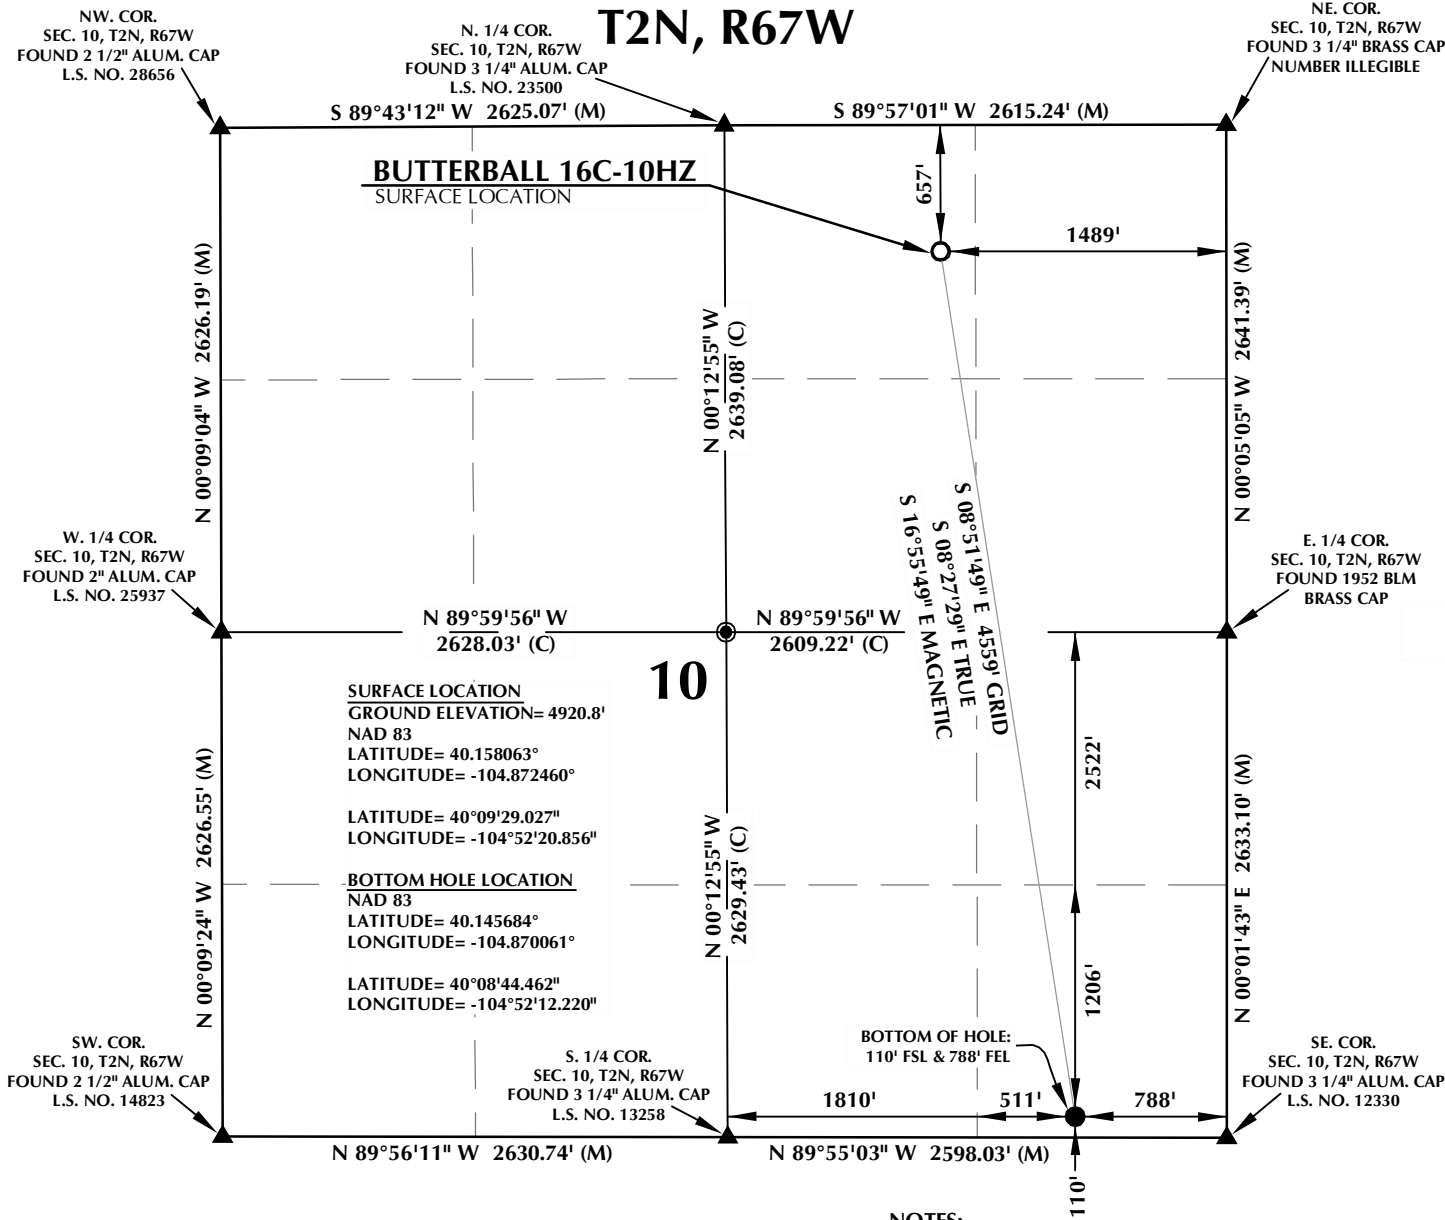 T2N, R67W
NW. COR.
SEC. 10, T2N, R67W
FOUND 2 1/2" ALUM. CAP
L.S. NO. 28656
N. 1/4 COR.
SEC. 10, T2N, R67W
FOUND 3 1/4" ALUM. CAP
L.S. NO. 23500
NE. COR.
SEC. 10, T2N, R67W
FOUND 3 1/4" BRASS CAP
NUMBER ILLEGIBLE
S 89°43'12" W 2625.07' (M)
S 89°57'01" W 2615.24' (M)
BUTTERBALL 16C-10HZ
SURFACE LOCATION
657'
1489'
N 00°09'04" W 2626.19' (M)
N 00°12'55" W
2639.08' (C)
N 00°05'05" W 2641.39' (M)
S 08°51'49" E 4559' GRID
S 08°27'29" E TRUE
S 16°55'49" E MAGNETIC
W. 1/4 COR.
SEC. 10, T2N, R67W
FOUND 2" ALUM. CAP
L.S. NO. 25937
E. 1/4 COR.
SEC. 10, T2N, R67W
FOUND 1952 BLM
BRASS CAP
N 89°59'56" W
2628.03' (C)
N 89°59'56" W
2609.22' (C)
10
SURFACE LOCATION
GROUND ELEVATION= 4920.8'
NAD 83
LATITUDE= 40.158063°
LONGITUDE= -104.872460°
LATITUDE= 40°09'29.027"
LONGITUDE= -104°52'20.856"
BOTTOM HOLE LOCATION
NAD 83
LATITUDE= 40.145684°
LONGITUDE= -104.870061°
LATITUDE= 40°08'44.462"
LONGITUDE= -104°52'12.220"
N 00°09'24" W 2626.55' (M)
N 00°12'55" W
2629.43' (C)
2522'
1206'
N 00°01'43" E 2633.10' (M)
SW. COR.
SEC. 10, T2N, R67W
FOUND 2 1/2" ALUM. CAP
L.S. NO. 14823
S. 1/4 COR.
SEC. 10, T2N, R67W
FOUND 3 1/4" ALUM. CAP
L.S. NO. 13258
BOTTOM OF HOLE:
110' FSL & 788' FEL
SE. COR.
SEC. 10, T2N, R67W
FOUND 3 1/4" ALUM. CAP
L.S. NO. 12330
1810'
511'
788'
N 89°56'11" W 2630.74' (M)
N 89°55'03" W 2598.03' (M)
110'
NOTES: